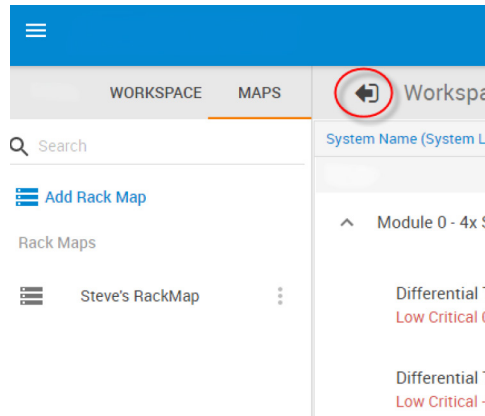 WORKSPACE MAPS
Workspa
Search
System Name (System L
Add Rack Map
Rack Maps
Module 0 - 4x S
Steve's RackMap
Differential
Low Critical
Differential
Low Critical -